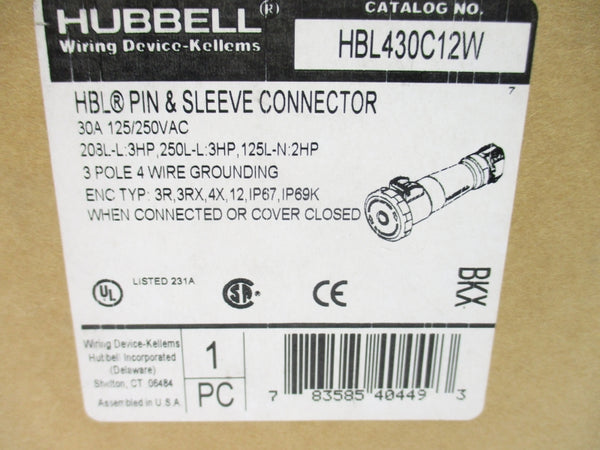 HUBBELL (R)
Wiring Device-Kellems
CATALOG NO.
HBL430C12W
7
HBL® PIN & SLEEVE CONNECTOR
30A 125/250VAC
208L-L:3HP,250L-L:3HP,125L-N:2HP
3 POLE 4 WIRE GROUNDING
ENC TYP: 3R,3RX,4X,12,IP67,IP69K
WHEN CONNECTED OR COVER CLOSED
UL LISTED 231A
SA
CE
BKX
Wiring Device-Kellems
Hubbell Incorporated
(Delaware)
Shelton, CT 06484
Assembled in U.S.A.
1
PC
7 83585 40449 3